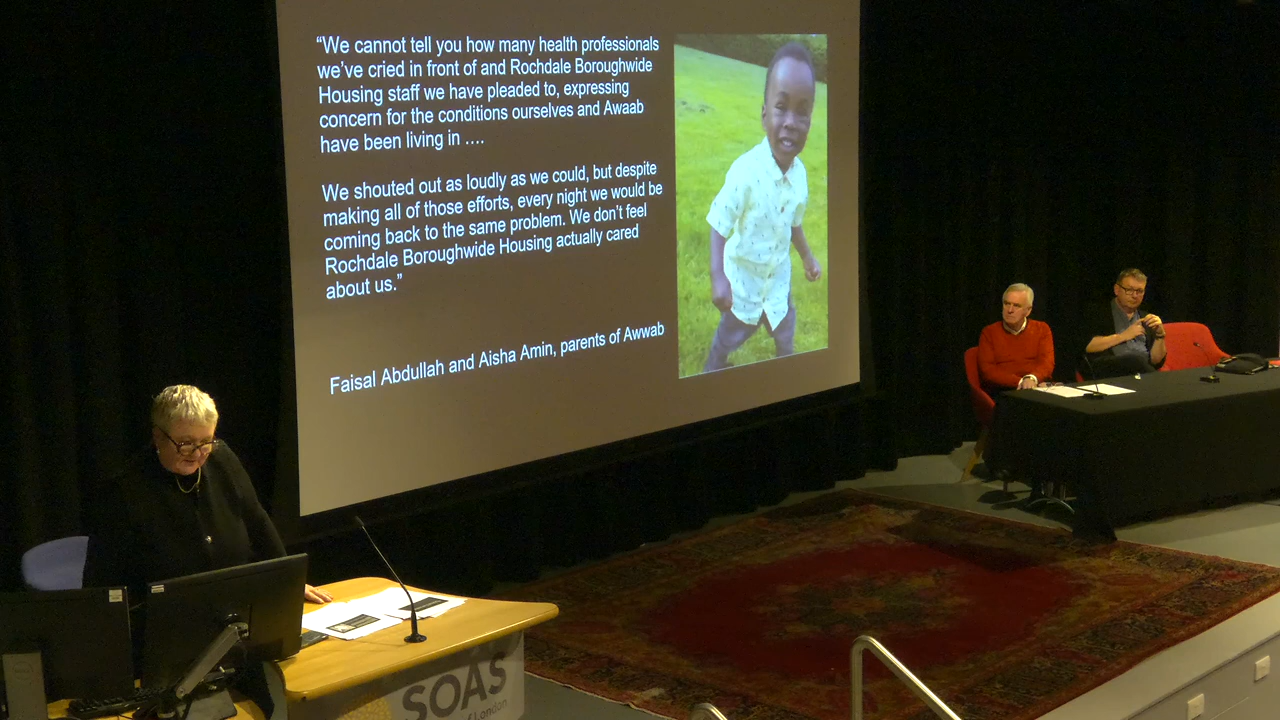 “We cannot tell you how many health professionals
we’ve cried in front of and Rochdale Boroughwide
Housing staff we have pleaded to, expressing
concern for the conditions ourselves and Awaab
have been living in ….
We shouted out as loudly as we could, but despite
making all of those efforts, every night we would be
coming back to the same problem. We don’t feel
Rochdale Boroughwide Housing actually cared
about us.”
Faisal Abdullah and Aisha Amin, parents of Awwab
SOAS
of London